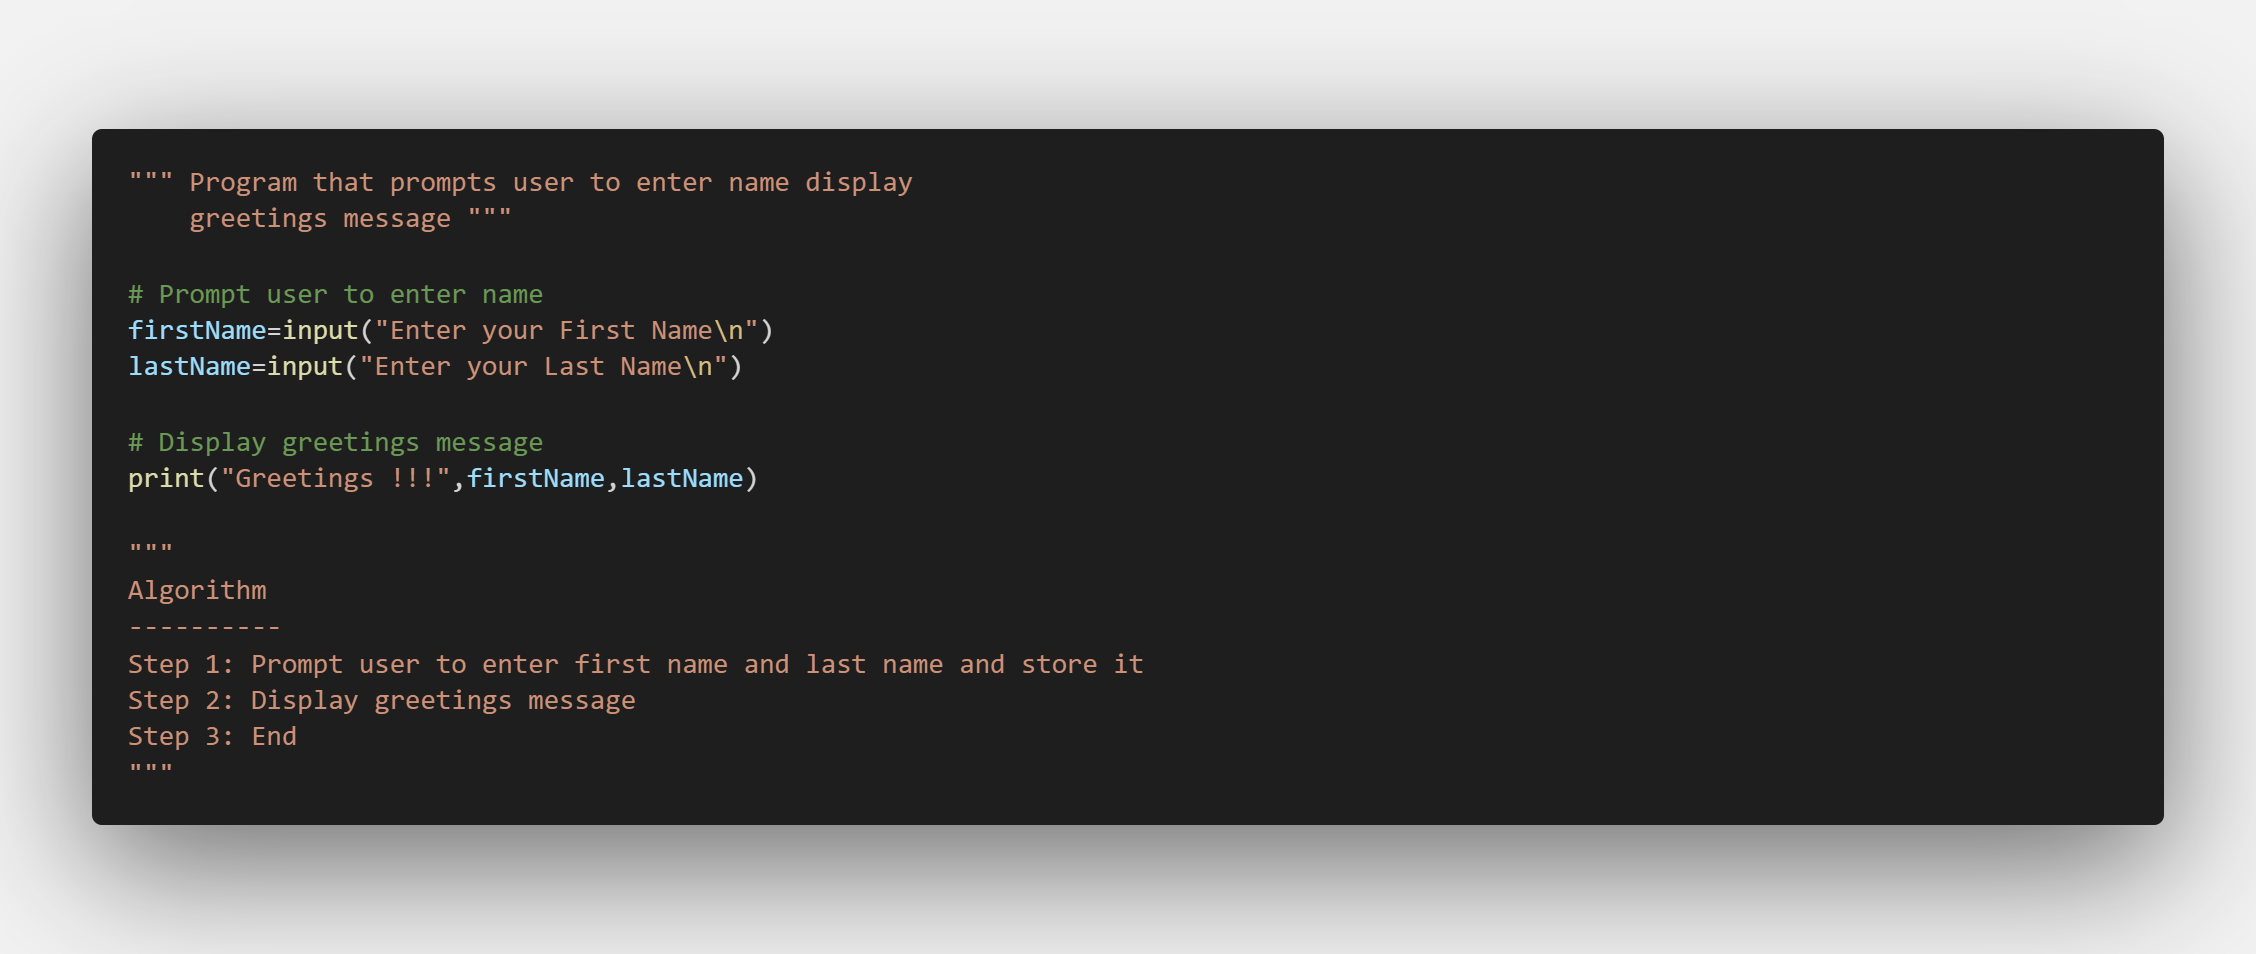 """ Program that prompts user to enter name display
    greetings message """
# Prompt user to enter name
firstName=input("Enter your First Name\n")
lastName=input("Enter your Last Name\n")
# Display greetings message
print("Greetings !!!",firstName,lastName)
"""
Algorithm
----------
Step 1: Prompt user to enter first name and last name and store it
Step 2: Display greetings message
Step 3: End
"""